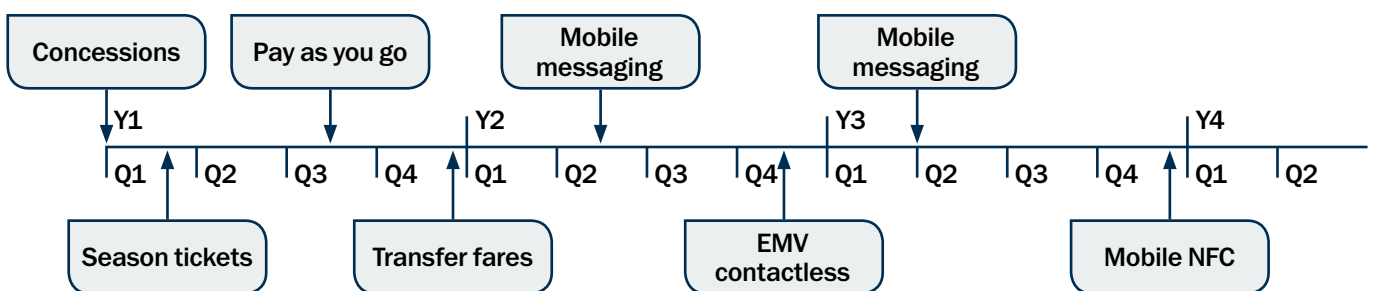 Concessions
Pay as you go
Mobile
messaging
Mobile
messaging
Y1
Y2
Y3
Y4
Q1
Q2
Q3
Q4
Q1
Q2
Q3
Q4
Q1
Q2
Q3
Q4
Q1
Q2
Season tickets
Transfer fares
EMV
contactless
Mobile NFC